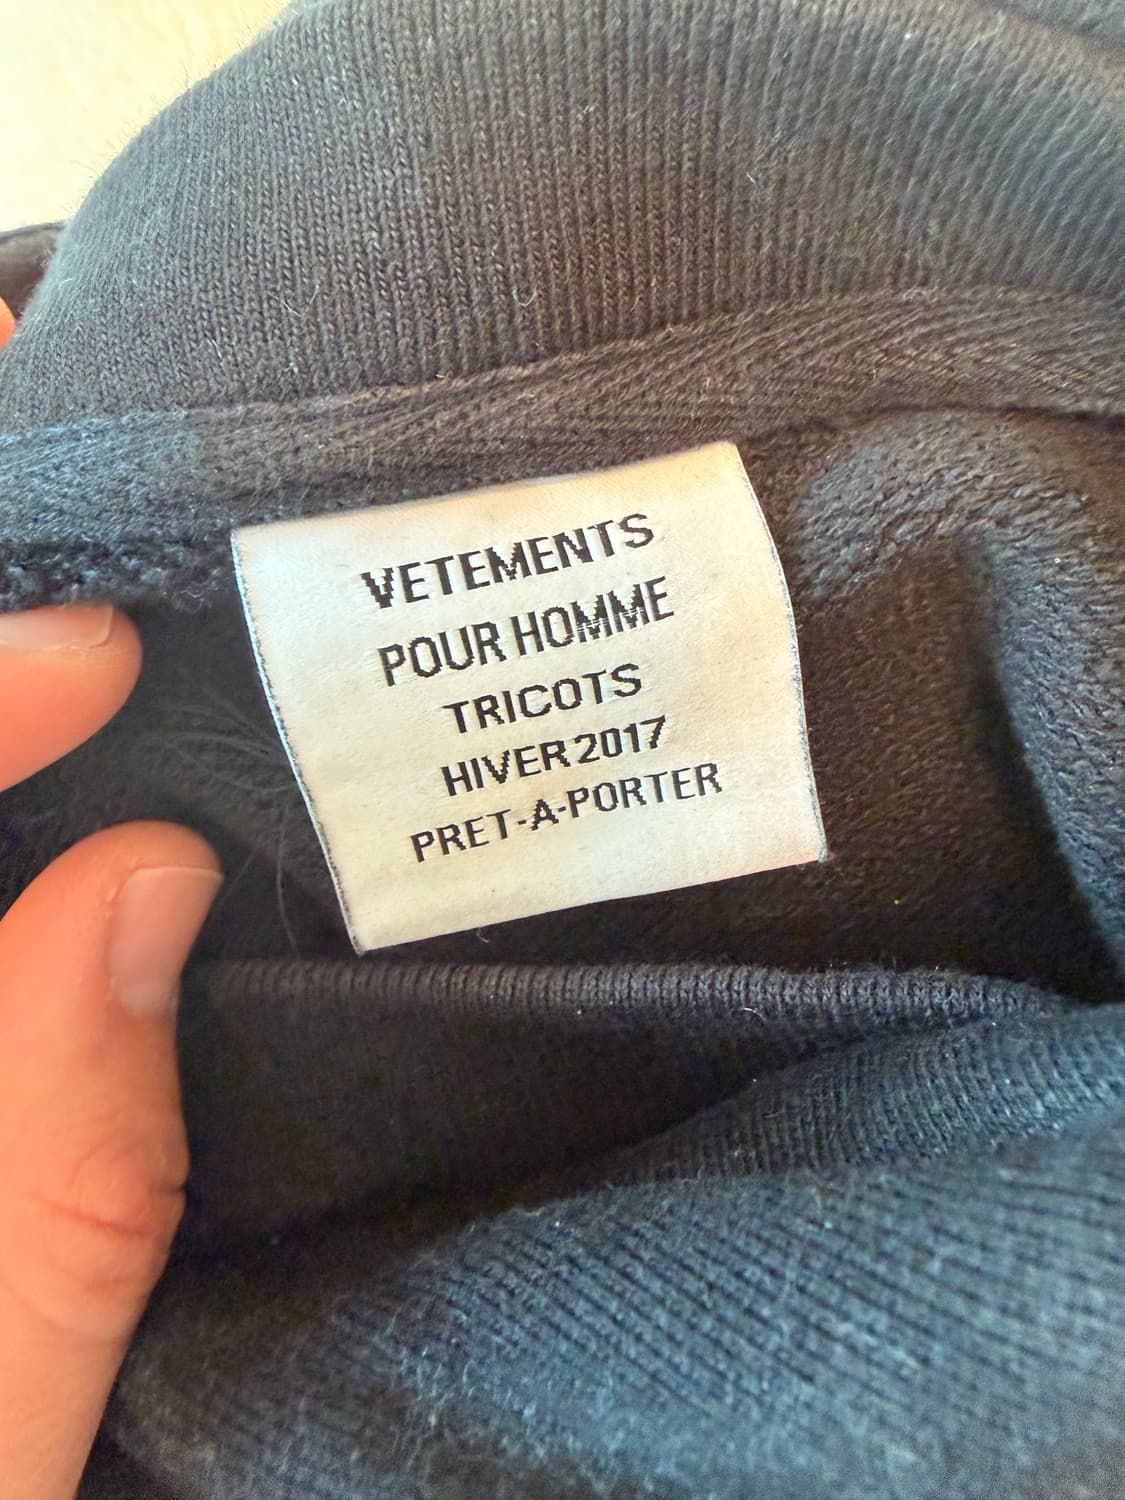 VETEMENTS
POUR HOMME
TRICOTS
HIVER 2017
PRET-A-PORTER